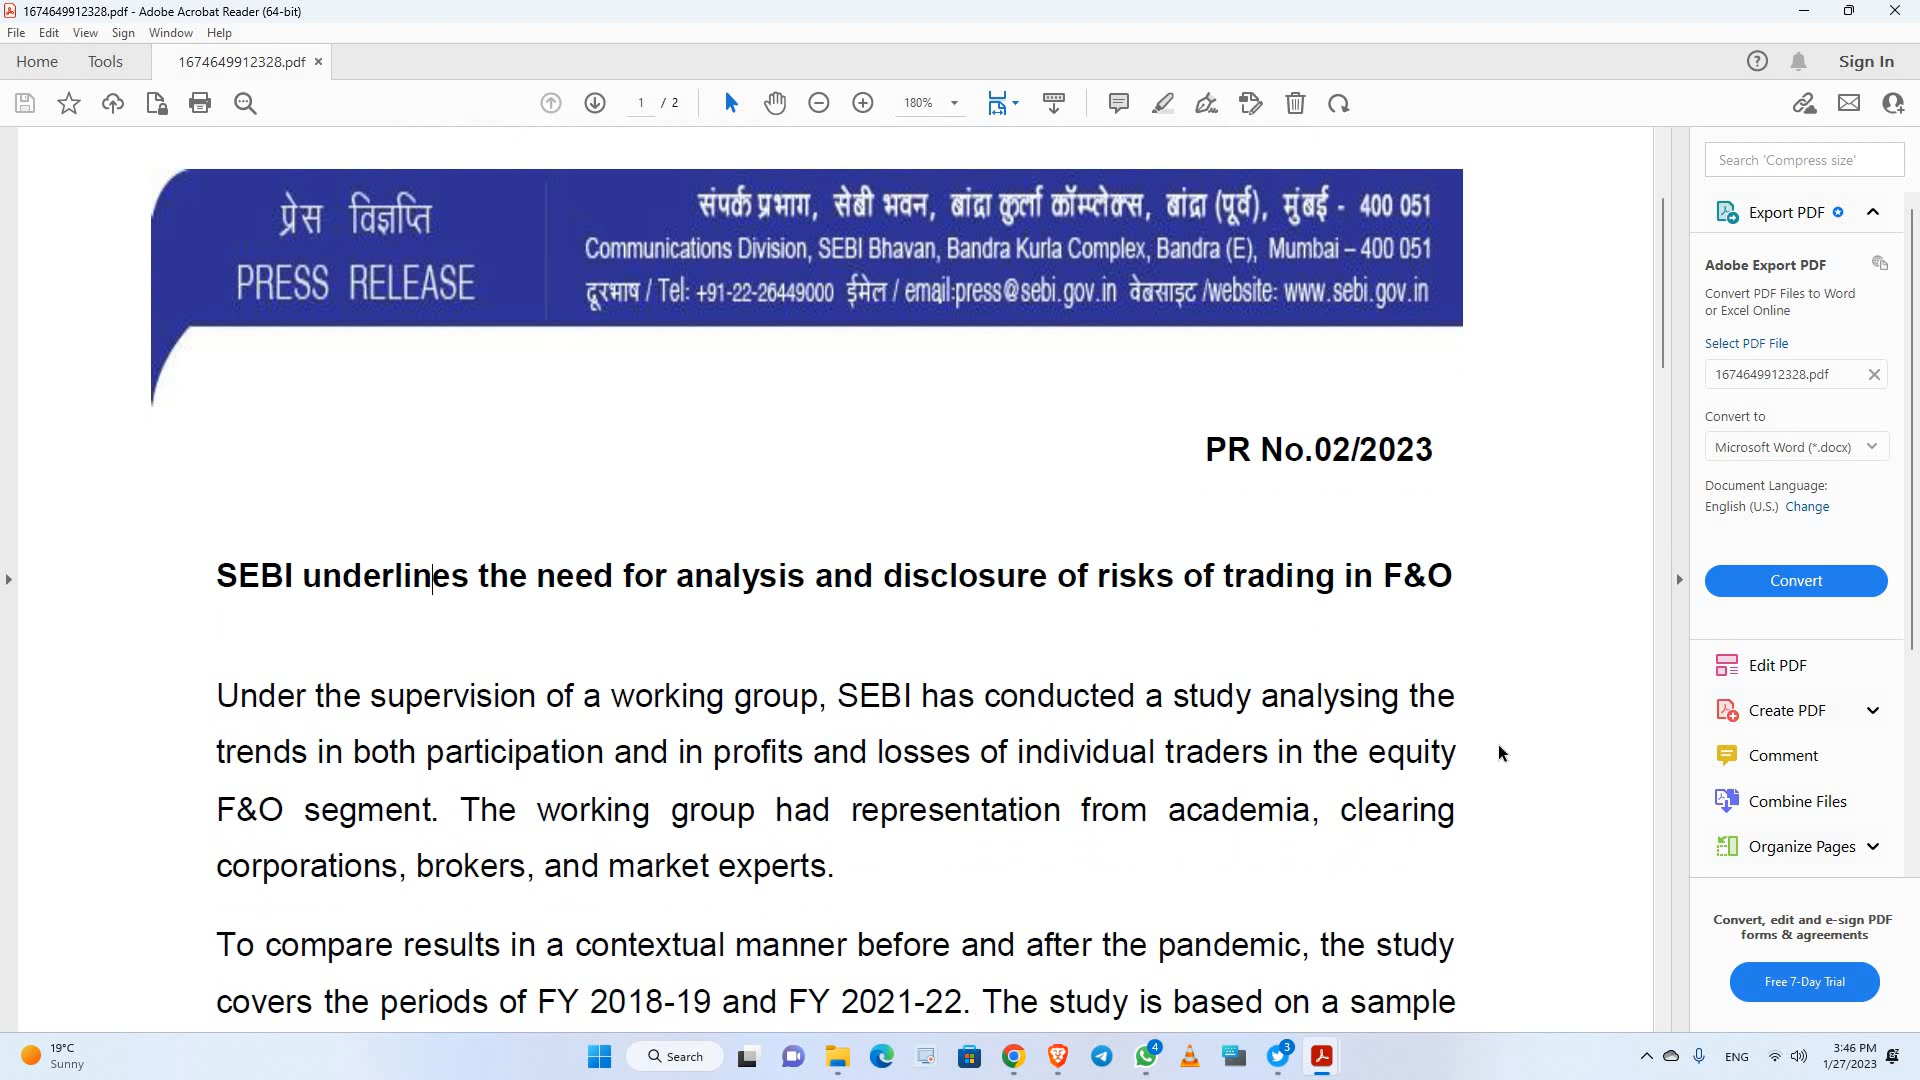 1674649912328.pdf - Adobe Acrobat Reader (64-bit)
File Edit View Sign Window Help
Home Tools 1674649912328.pdf × Sign In
1 / 2 180%
प्रेस विज्ञप्ति
PRESS RELEASE
संपर्क प्रभाग, सेबी भवन, बांद्रा कुर्ला कॉम्प्लेक्स, बांद्रा (पूर्व), मुंबई - 400 051
Communications Division, SEBI Bhavan, Bandra Kurla Complex, Bandra (E), Mumbai – 400 051
दूरभाष / Tel: +91-22-26449000 ईमेल / email:press@sebi.gov.in वेबसाइट /website: www.sebi.gov.in
PR No.02/2023
SEBI underlines the need for analysis and disclosure of risks of trading in F&O
Under the supervision of a working group, SEBI has conducted a study analysing the
trends in both participation and in profits and losses of individual traders in the equity
F&O segment. The working group had representation from academia, clearing
corporations, brokers, and market experts.
To compare results in a contextual manner before and after the pandemic, the study
covers the periods of FY 2018-19 and FY 2021-22. The study is based on a sample
Search 'Compress size'
Export PDF
Adobe Export PDF
Convert PDF Files to Word
or Excel Online
Select PDF File
1674649912328.pdf
Convert to
Microsoft Word (*.docx)
Document Language:
English (U.S.) Change
Convert
Edit PDF
Create PDF
Comment
Combine Files
Organize Pages
Convert, edit and e-sign PDF
forms & agreements
Free 7-Day Trial
19°C
Sunny
Search
4
3
ENG
3:46 PM
1/27/2023